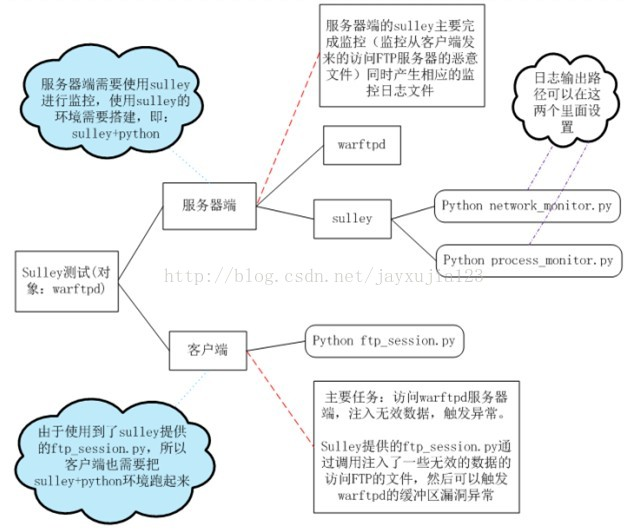 服务器端的sulley主要完
成监控（监控从客户端发
来的访问FTP服务器的恶意
文件）同时产生相应的监
控日志文件
服务器端需要使用sulley
进行监控，使用sulley的
环境需要搭建，即：
sulley+python
日志输出路
径可以在这
两个里面设
置
warftpd
服务器端
sulley
Python network_monitor.py
Python process_monitor.py
Sulley测试(对
象：warftpd)
http://blog.csdn.net/jayxujia123
客户端
Python ftp_session.py
主要任务：访问warftpd服务器
端，注入无效数据，触发异常。
Sulley提供的ftp_session.py通
过调用注入了一些无效的数据的
访问FTP的文件，然后可以触发
warftpd的缓冲区漏洞异常
由于使用到了sulley提供
的ftp_session.py，所以
客户端也需要把
sulley+python环境跑起来